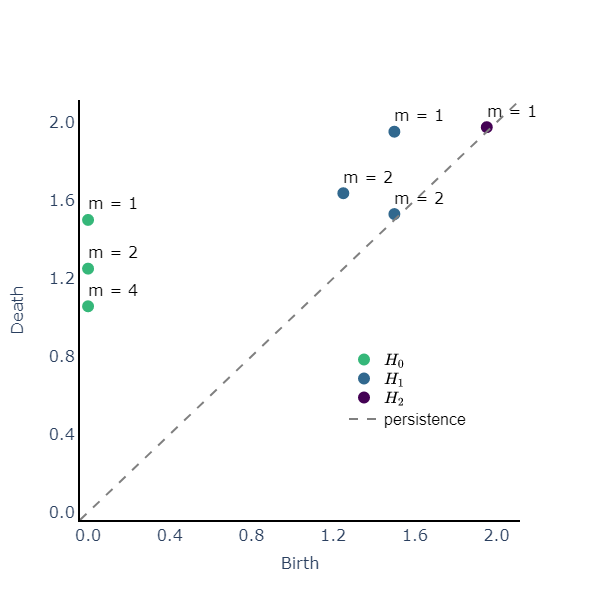 m = 1
m = 1
2.0
m = 2
m = 2
1.6
m = 1
m = 2
1.2
m = 4
Death
0.8
H₀
H₁
H₂
persistence
0.4
0.0
0.0 0.4 0.8 1.2 1.6 2.0
Birth